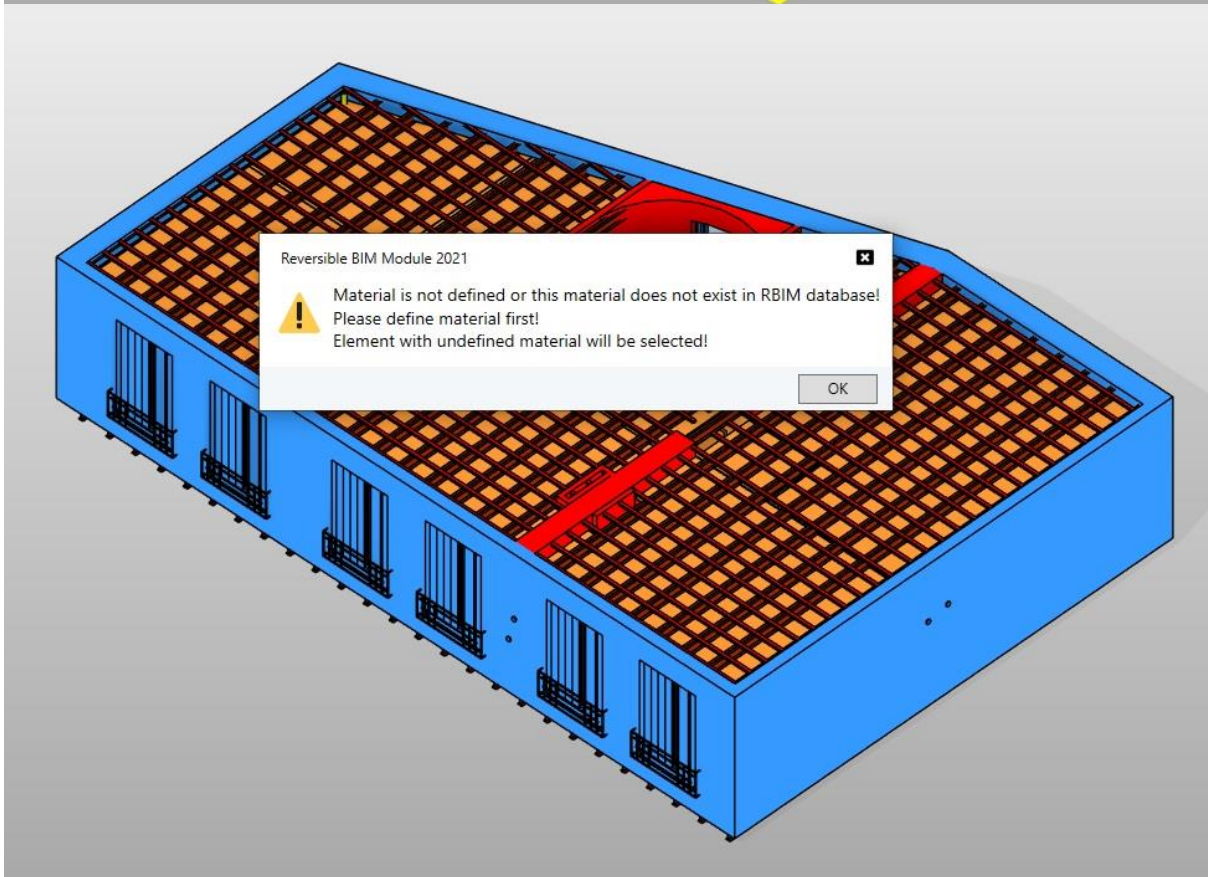 Reversible BIM Module 2021
Material is not defined or this material does not exist in RBIM database!
Please define material first!
Element with undefined material will be selected!
OK